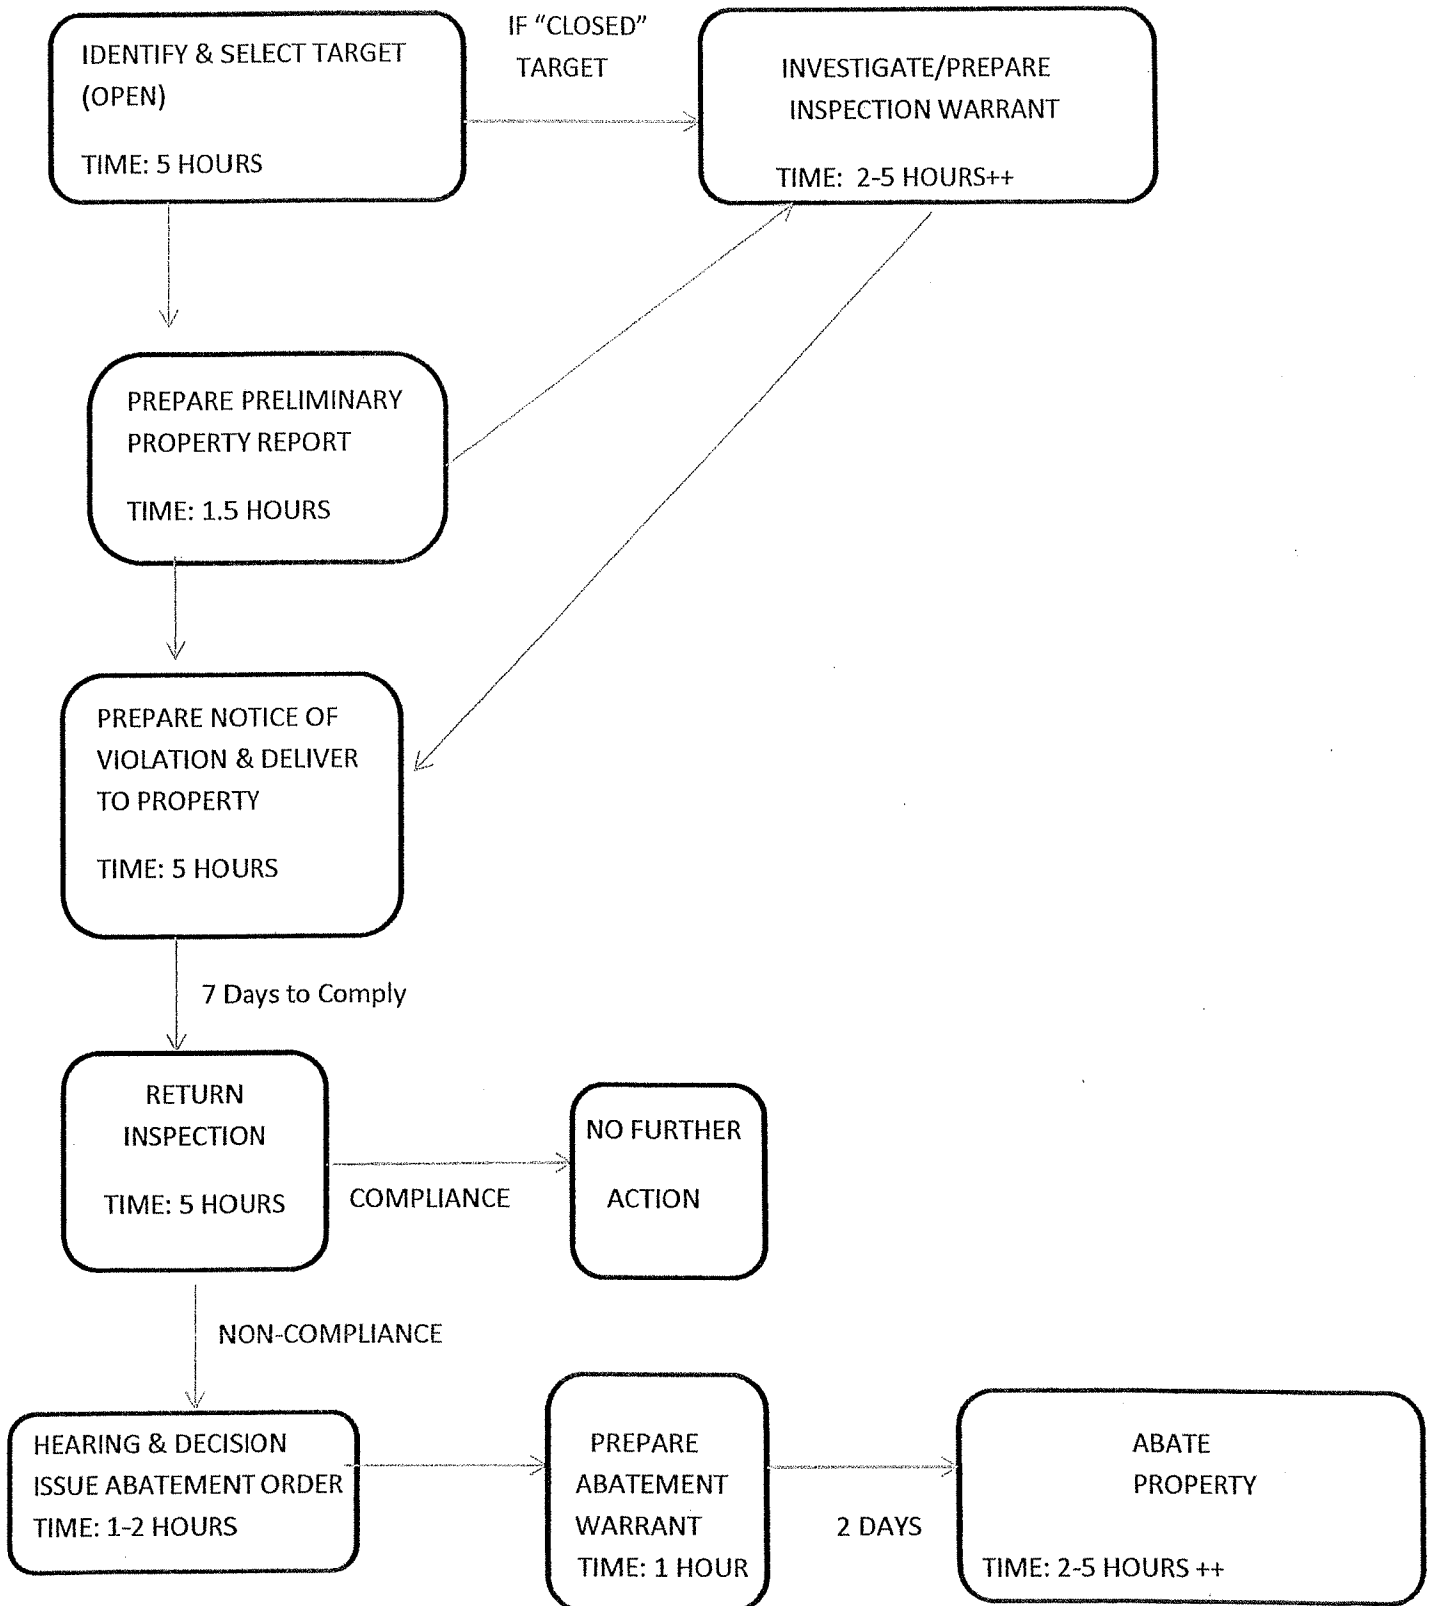 IDENTIFY & SELECT TARGET
(OPEN)
TIME: 5 HOURS
IF “CLOSED”
TARGET
INVESTIGATE/PREPARE
INSPECTION WARRANT
TIME: 2-5 HOURS++
PREPARE PRELIMINARY
PROPERTY REPORT
TIME: 1.5 HOURS
PREPARE NOTICE OF
VIOLATION & DELIVER
TO PROPERTY
TIME: 5 HOURS
7 Days to Comply
RETURN
INSPECTION
TIME: 5 HOURS
COMPLIANCE
NO FURTHER
ACTION
NON-COMPLIANCE
HEARING & DECISION
ISSUE ABATEMENT ORDER
TIME: 1-2 HOURS
PREPARE
ABATEMENT
WARRANT
TIME: 1 HOUR
2 DAYS
ABATE
PROPERTY
TIME: 2-5 HOURS ++